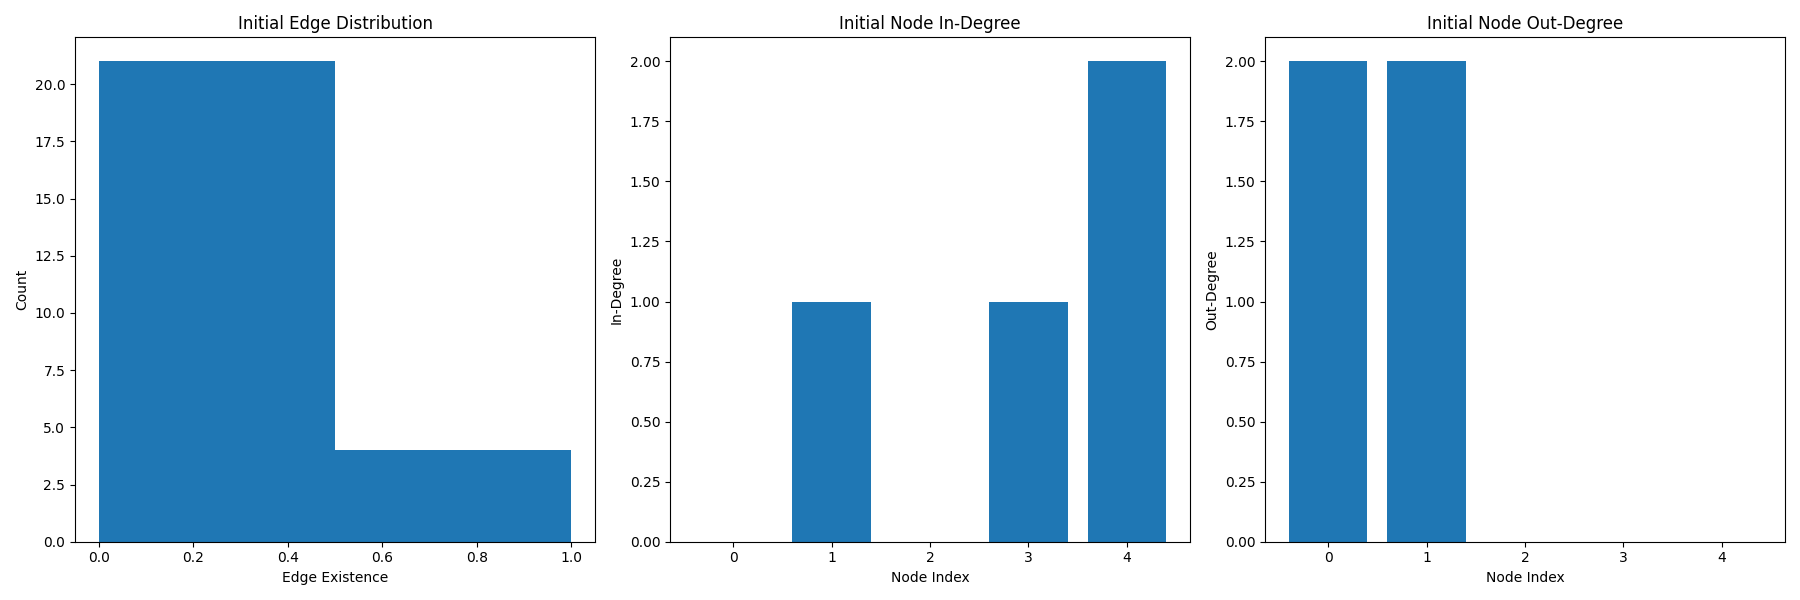 Initial Edge Distribution
20.0
17.5
15.0
12.5
10.0
7.5
5.0
2.5
0.0
Count
0.0 0.2 0.4 0.6 0.8 1.0
Edge Existence
Initial Node In-Degree
2.00
1.75
1.50
1.25
1.00
0.75
0.50
0.25
0.00
In-Degree
0 1 2 3 4
Node Index
Initial Node Out-Degree
2.00
1.75
1.50
1.25
1.00
0.75
0.50
0.25
0.00
Out-Degree
0 1 2 3 4
Node Index